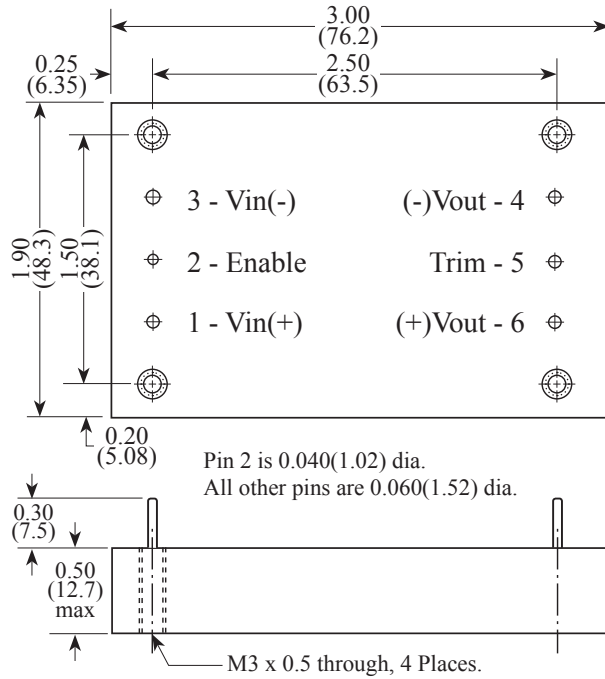 3.00
(76.2)
0.25
(6.35)
2.50
(63.5)
1.90
(48.3)
1.50
(38.1)
3 - Vin(-)
(-)Vout - 4
2 - Enable
Trim - 5
1 - Vin(+)
(+)Vout - 6
0.20
(5.08)
Pin 2 is 0.040(1.02) dia.
All other pins are 0.060(1.52) dia.
0.30
(7.5)
0.50
(12.7)
max
M3 x 0.5 through, 4 Places.